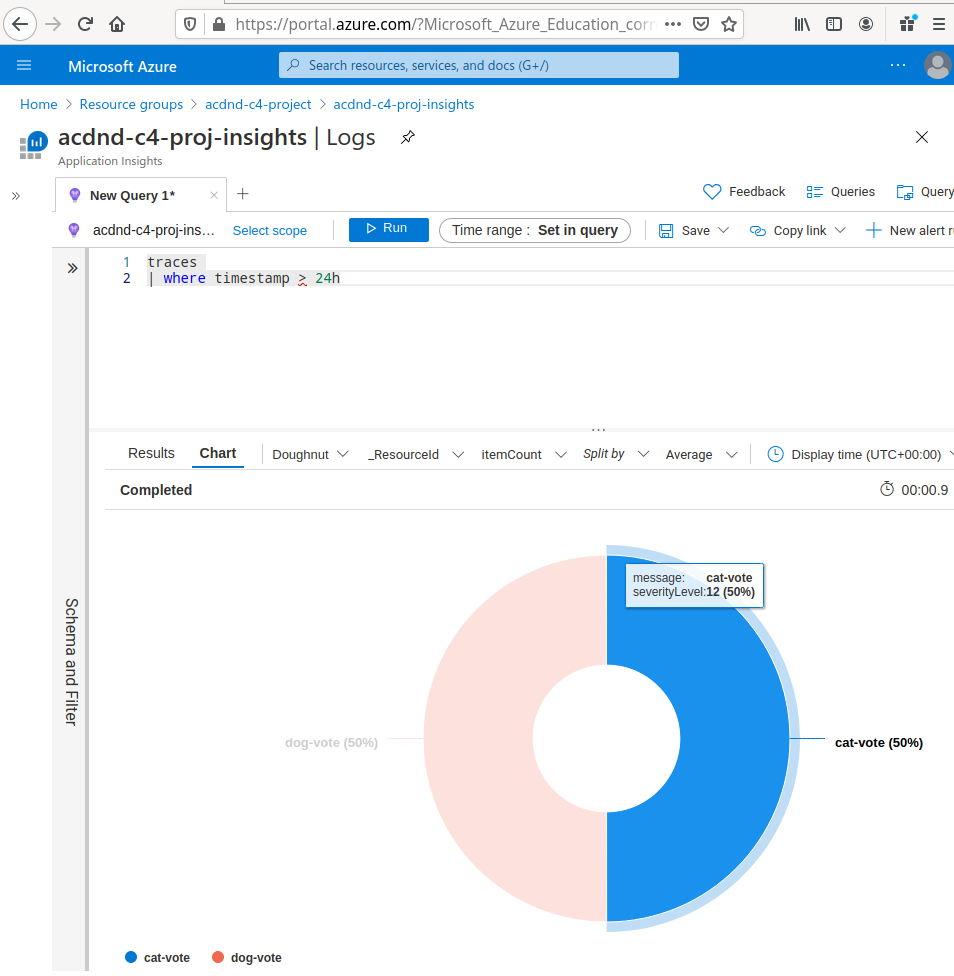 https://portal.azure.com/?Microsoft_Azure_Education_corr
Microsoft Azure
Search resources, services, and docs (G+/)
Home > Resource groups > acdnd-c4-project > acdnd-c4-proj-insights
acdnd-c4-proj-insights | Logs
Application Insights
New Query 1*
Feedback
Queries
Query
acdnd-c4-proj-ins...
Select scope
Run
Time range : Set in query
Save
Copy link
New alert r
1 traces
2 | where timestamp > 24h
Schema and Filter
Results
Chart
Doughnut
_ResourceId
itemCount
Split by
Average
Display time (UTC+00:00)
Completed
00:00.9
message: cat-vote
severityLevel:12 (50%)
dog-vote (50%)
cat-vote (50%)
cat-vote
dog-vote